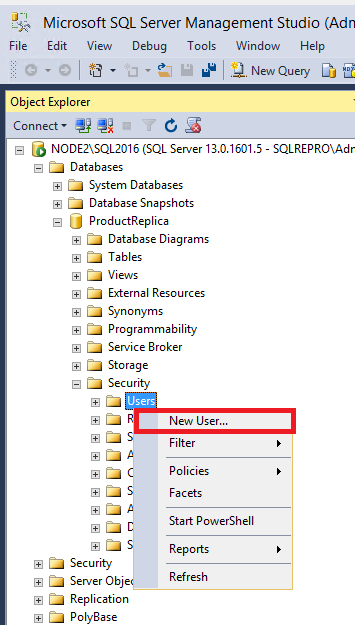 Microsoft SQL Server Management Studio (Adm
File Edit View Debug Tools Window Community
New Query
Object Explorer
Connect
NODE2\SQL2016 (SQL Server 13.0.1601.5 - SQLREPRO\Adm
Databases
System Databases
Database Snapshots
ProductReplica
Database Diagrams
Tables
Views
External Resources
Synonyms
Programmability
Service Broker
Storage
Security
Users
R
New User...
S
Filter
A
C
Policies
S
Facets
A
Start PowerShell
D
S
Reports
Security
Server Objec
Refresh
Replication
PolyBase